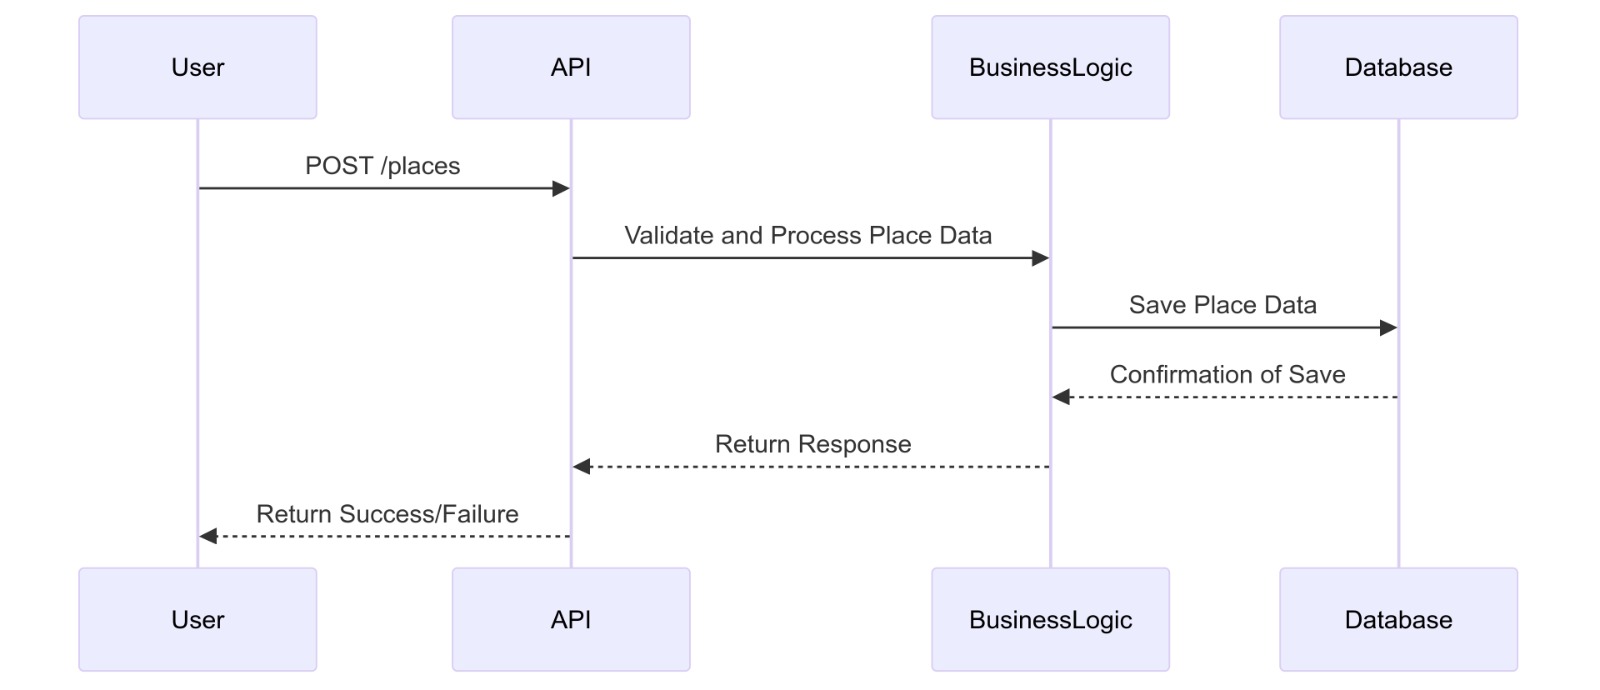 User
API
BusinessLogic
Database
POST /places
Validate and Process Place Data
Save Place Data
Confirmation of Save
Return Response
Return Success/Failure
User
API
BusinessLogic
Database